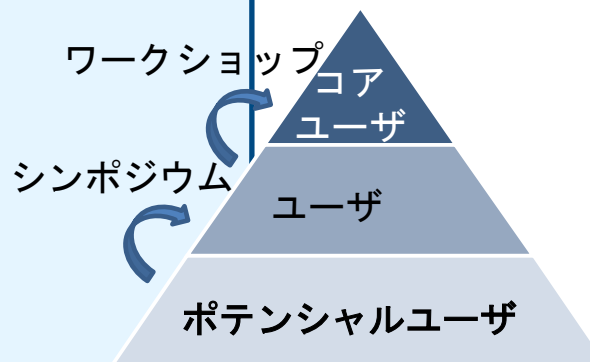 ワークショップ
コア
ユーザ
シンポジウム
ユーザ
ポテンシャルユーザ